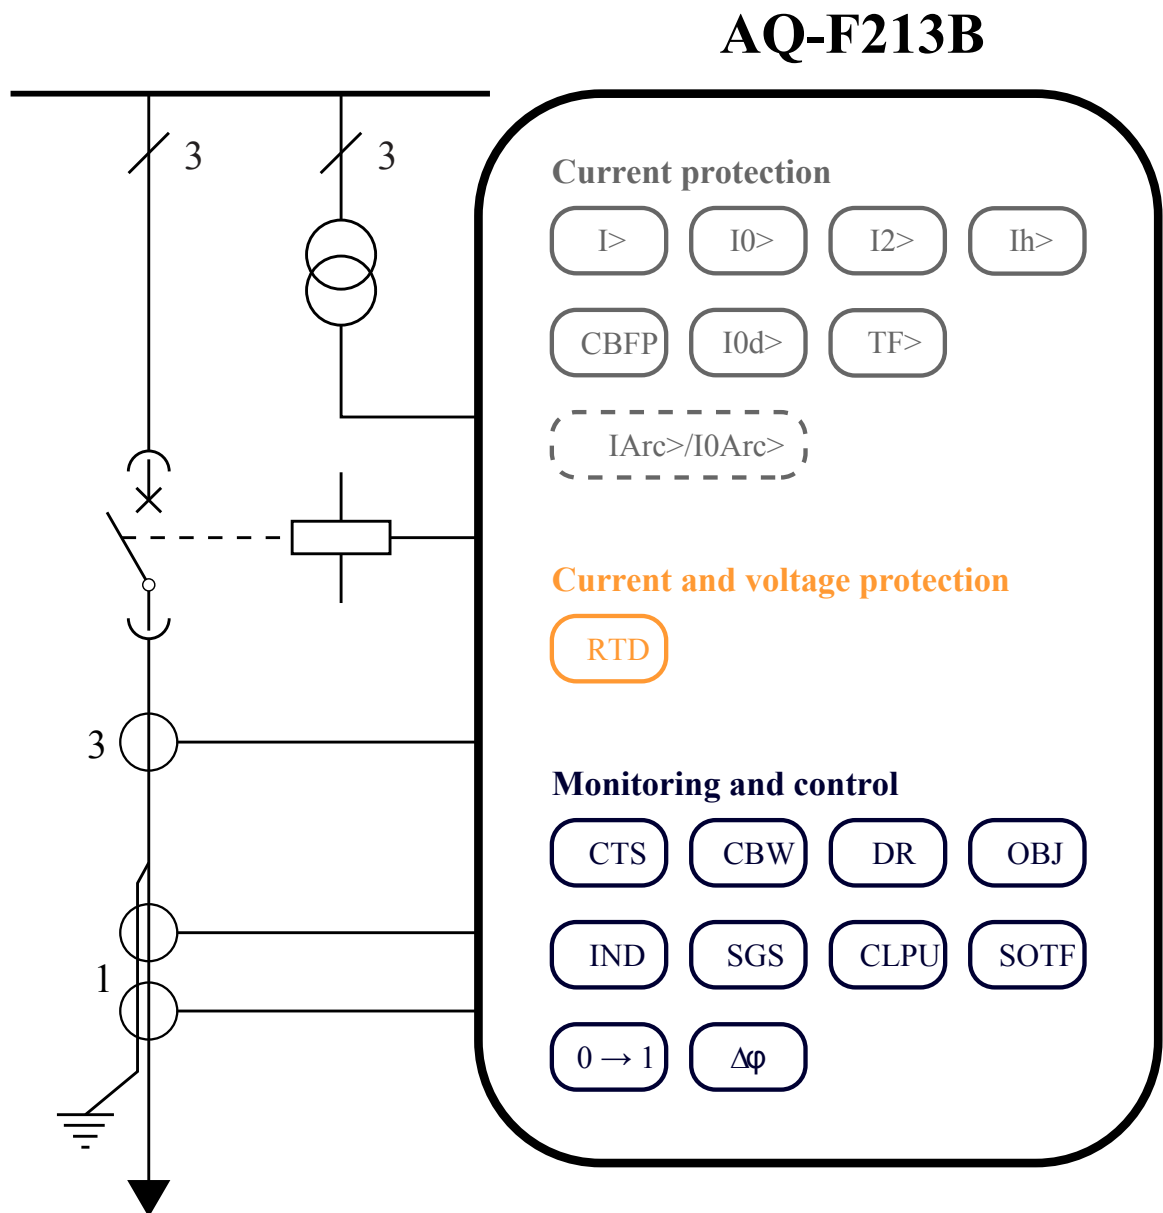 AQ-F213B
3
3
Current protection
I> I0> I2> Ih>
CBFP I0d> TF>
IArc>/I0Arc>
Current and voltage protection
RTD
3
Monitoring and control
CTS CBW DR OBJ
IND SGS CLPU SOTF
1
0 → 1 Δφ